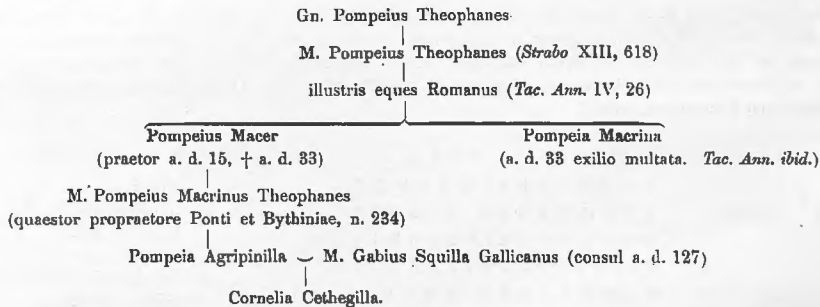 Gn. Pompeius Theophanes
M. Pompeius Theophanes (Strabo XIII, 618)
illustris eques Romanus (Tac. Ann. IV, 26)
Pompeius Macer Pompeia Macrina
(praetor a. d. 15, † a. d. 33) (a. d. 33 exilio multata. Tac. Ann. ibid.)
M. Pompeius Macrinus Theophanes
(quaestor propraetore Ponti et Bythiniae, n. 234)
Pompeia Agripinilla ⌣ M. Gabius Squilla Gallicanus (consul a. d. 127)
Cornelia Cethegilla.